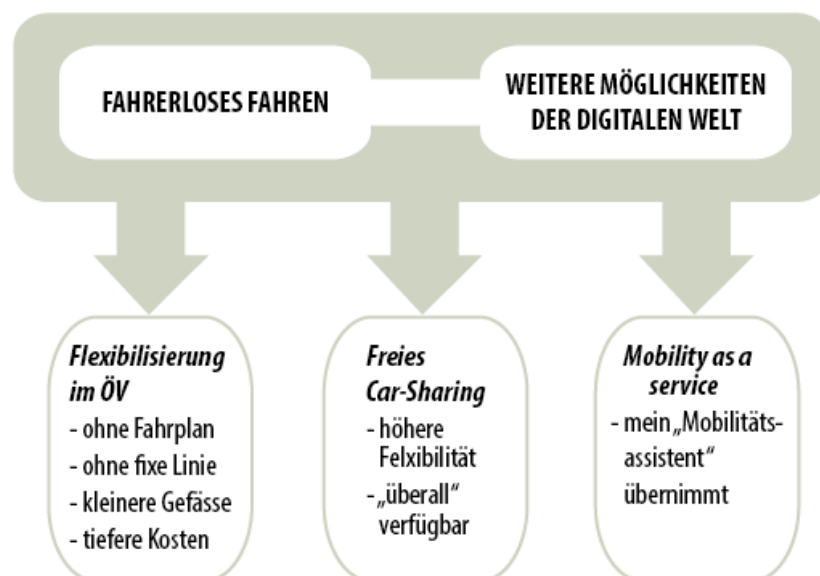 FAHRERLOSES FAHREN
WEITERE MÖGLICHKEITEN
DER DIGITALEN WELT
Flexibilisierung
im ÖV
- ohne Fahrplan
- ohne fixe Linie
- kleinere Gefässe
- tiefere Kosten
Freies
Car-Sharing
- höhere
Felxibilität
- „überall“
verfügbar
Mobility as a
service
- mein „Mobilitäts-
assistent“
übernimmt